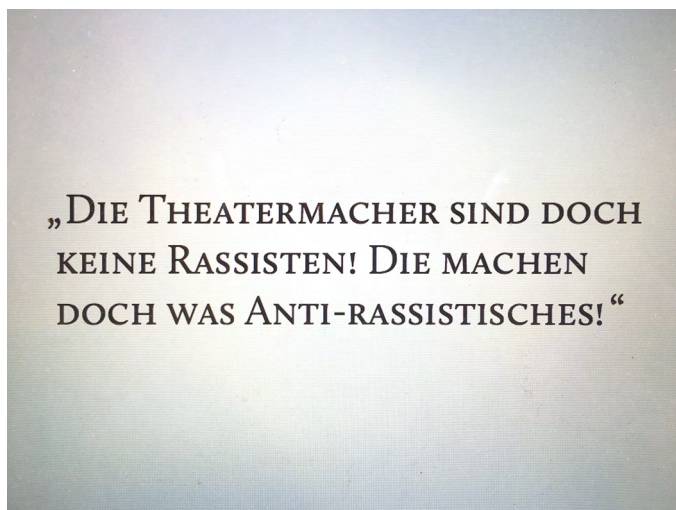 „Die Theatermacher sind doch
keine Rassisten! Die machen
doch was Anti-rassistisches!“